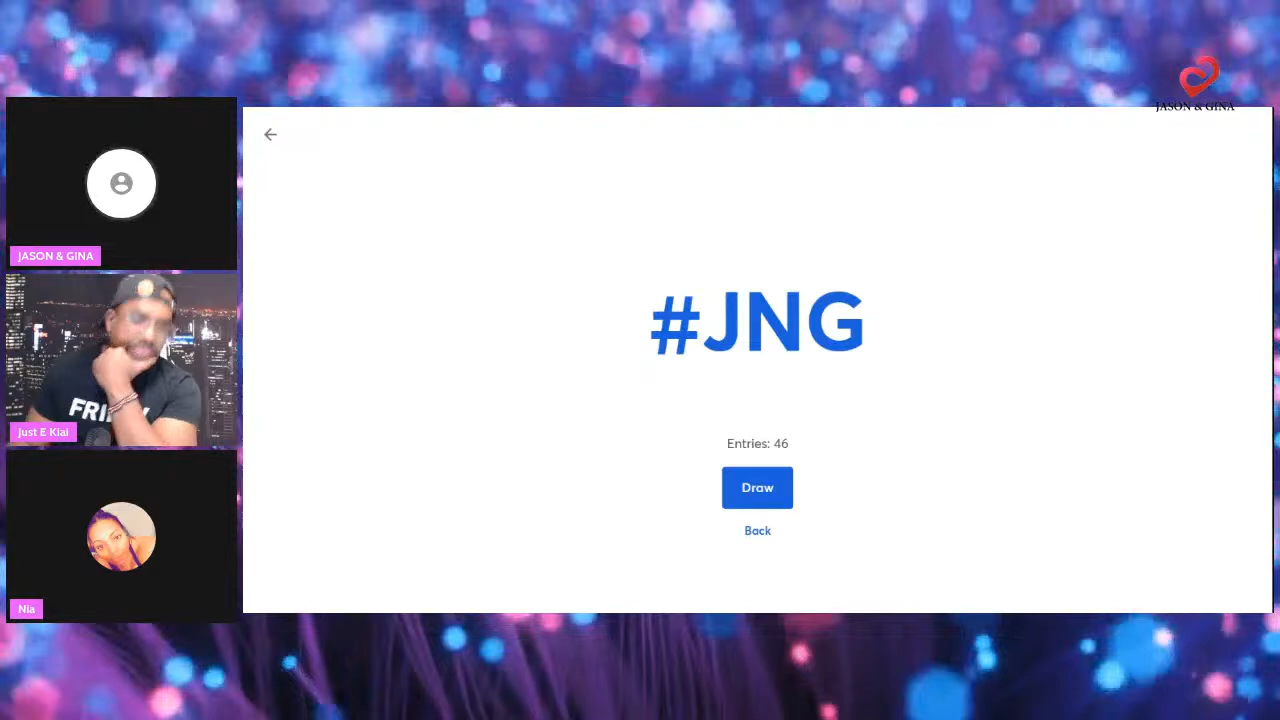 JASON & GINA
JASON & GINA
#JNG
Entries: 46
Draw
Back
Just E Kiai
Nia